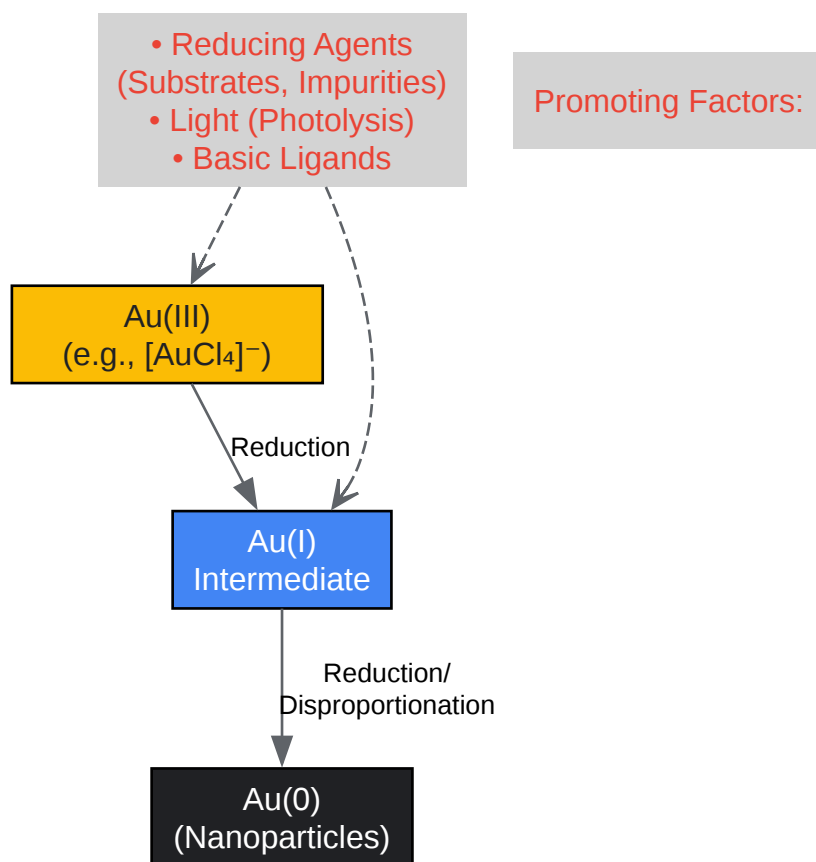 • Reducing Agents
(Substrates, Impurities)
• Light (Photolysis)
• Basic Ligands
Promoting Factors:
Au(III)
(e.g., [AuCl₄]⁻)
Reduction
Au(I)
Intermediate
Reduction/
Disproportionation
Au(0)
(Nanoparticles)